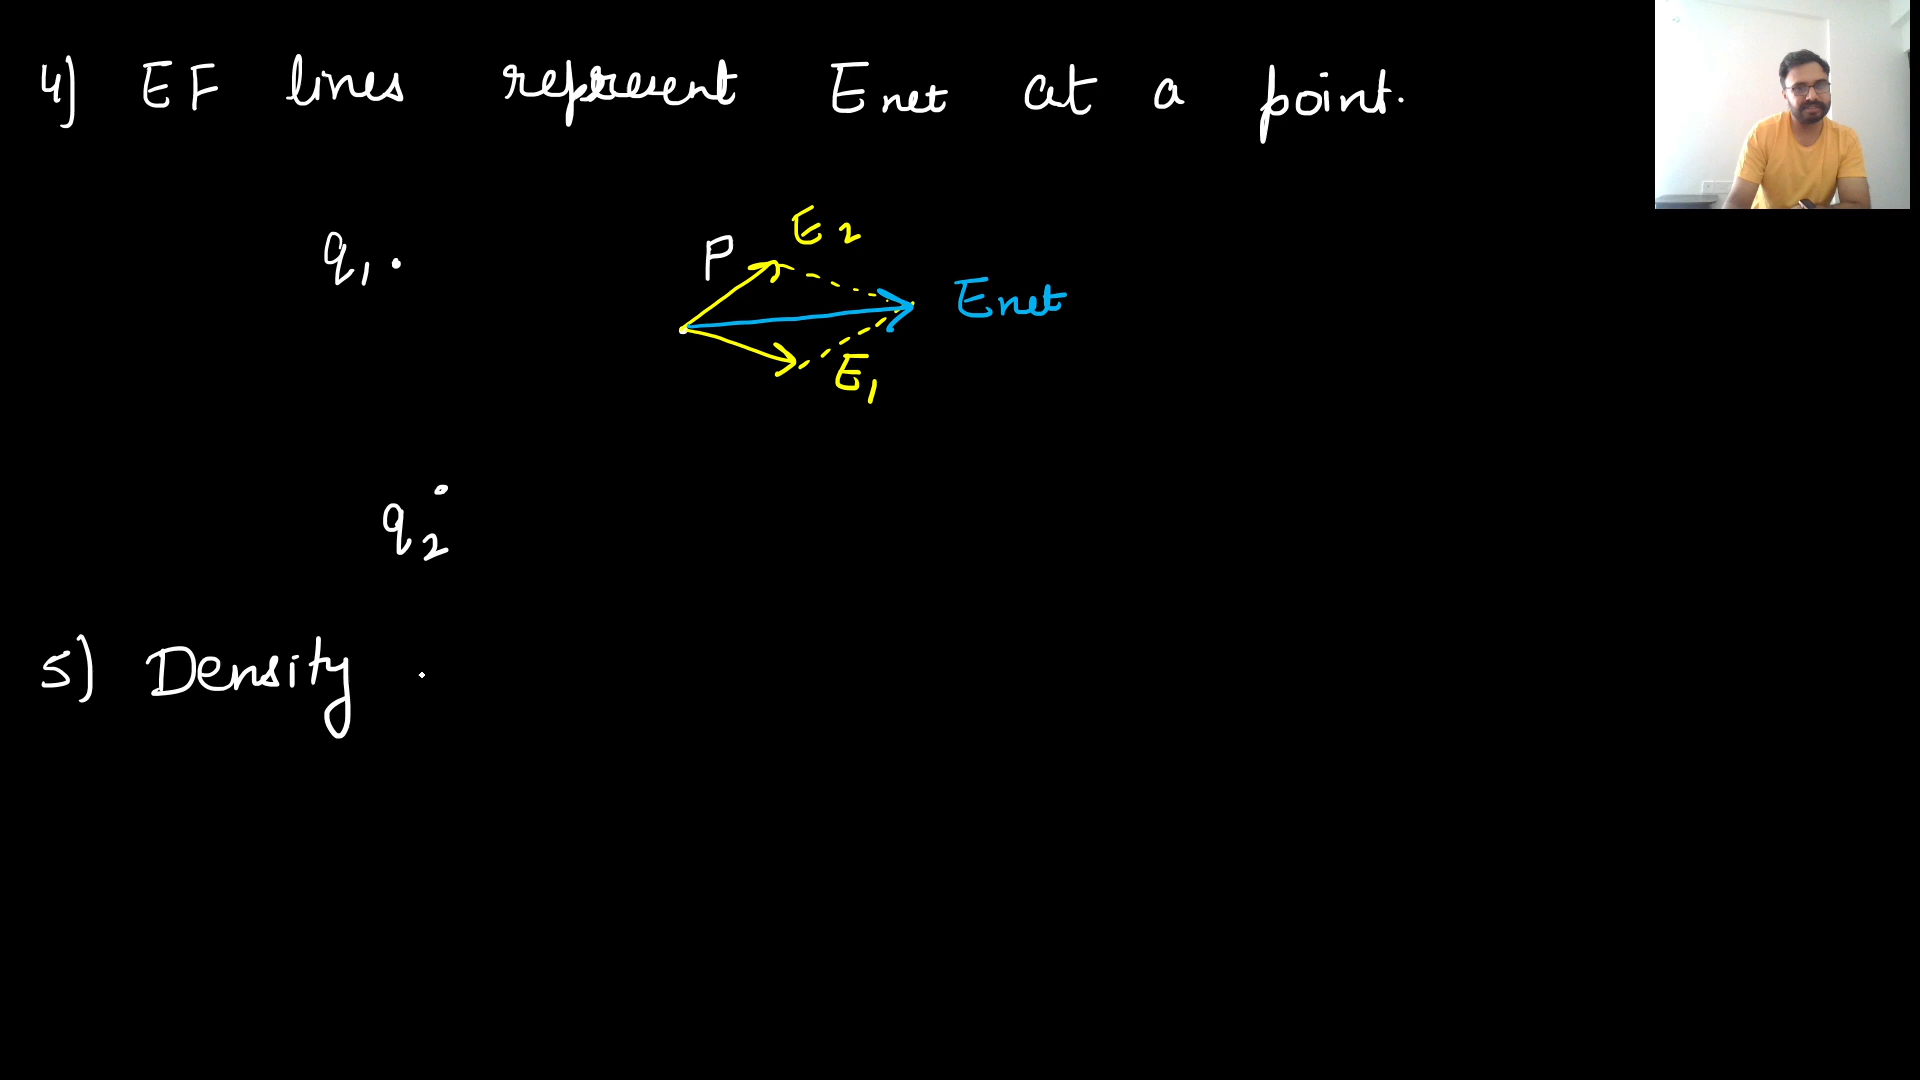 4) EF lines represent Enet at a point.
q1 .
P
E2
Enet
E1
q2
5) Density